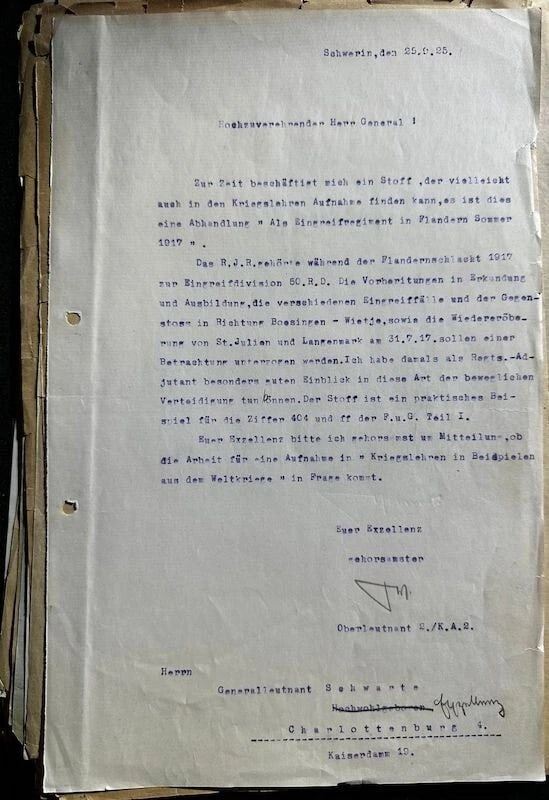 Schwerin,den 25.9.25.
Hochzuverehrender Herr General !
Zur Zeit beschäftigt mich ein Stoff ,der vielleicht
auch in den Kriegslehren Aufnahme finden kann,es ist dies
eine Abhandlung " Als Eingreifregiment in Flandern Sommer
1917 " .
Das R.J.R.gehörte während der Flandernschlacht 1917
zur Eingreifdivision 50.R.D. Die Vorberitungen in Erkundung
und Ausbildung,die verschiedenen Eingreiffälle und der Gegen-
stoss in Richtung Boesingen - Wietje,sowie die Wiedereröbe-
rung von St.Julien und Langenmark am 31.7.17.sollen einer
Betrachtung unterzogen werden.Ich habe damals als Regts.-Ad-
jutant besonders guten Einblick in diese Art der beweglichen
Verteidigung tun können.Der Stoff ist ein praktisches Bei-
spiel für die Ziffer 404 und ff der F.u.G. Teil I.
Euer Exzellenz bitte ich gehorsamst um Mitteilung,ob
die Arbeit für eine Aufnahme in " Kriegslehren in Beidpielen
aus dem Weltkriege " in Frage kommt.
Euer Exzellenz
gehorsamster
Oberleutnant 2./K.A.2.
Herrn
Generalleutnant Schwarte
Hochwohlgeboren Exzellenz
Charlottenburg 4.
Kaiserdamm 19.